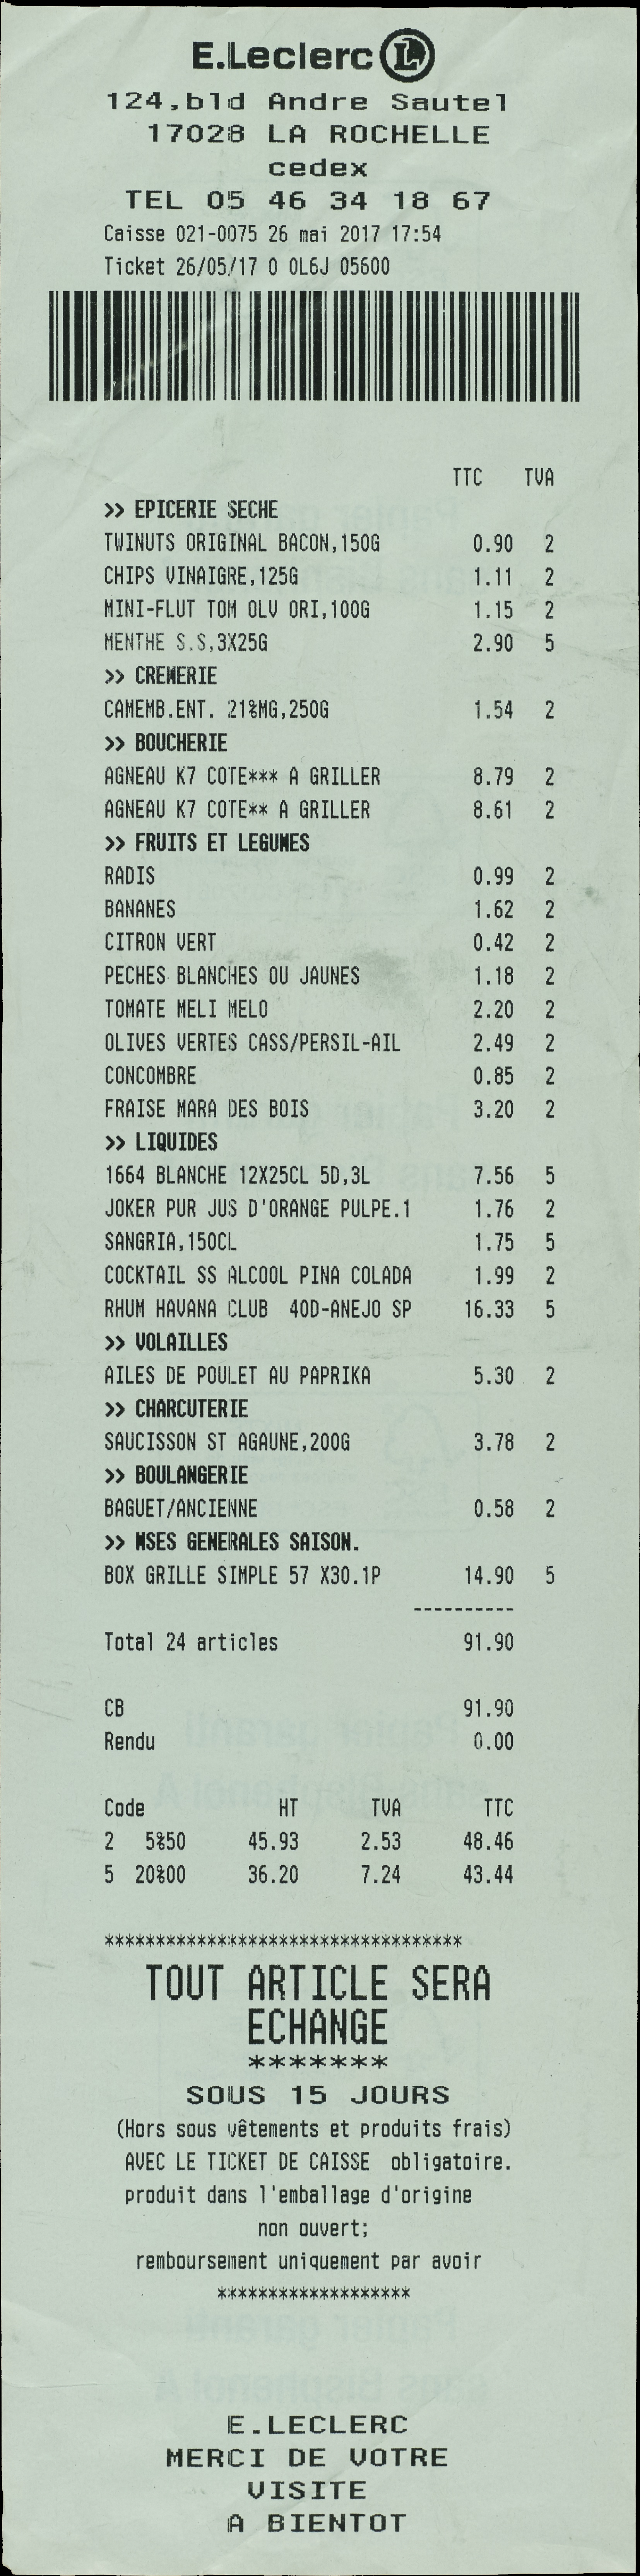 E.Leclerc L
124,bld Andre Sautel
17028 LA ROCHELLE
cedex
TEL 05 46 34 18 67
Caisse 021-0075 26 mai 2017 17:54
Ticket 26/05/17 0 0L6J 05600
TTC TVA
>> EPICERIE SECHE
TWINUTS ORIGINAL BACON,150G 0.90 2
CHIPS VINAIGRE,125G 1.11 2
MINI-FLUT TOM OLV ORI,100G 1.15 2
MENTHE S.S,3X25G 2.90 5
>> CREMERIE
CAMEMB.ENT. 21%MG,250G 1.54 2
>> BOUCHERIE
AGNEAU K7 COTE*** A GRILLER 8.79 2
AGNEAU K7 COTE** A GRILLER 8.61 2
>> FRUITS ET LEGUMES
RADIS 0.99 2
BANANES 1.62 2
CITRON VERT 0.42 2
PECHES BLANCHES OU JAUNES 1.18 2
TOMATE MELI MELO 2.20 2
OLIVES VERTES CASS/PERSIL-AIL 2.49 2
CONCOMBRE 0.85 2
FRAISE MARA DES BOIS 3.20 2
>> LIQUIDES
1664 BLANCHE 12X25CL 5D,3L 7.56 5
JOKER PUR JUS D'ORANGE PULPE.1 1.76 2
SANGRIA,150CL 1.75 5
COCKTAIL SS ALCOOL PINA COLADA 1.99 2
RHUM HAVANA CLUB 40D-ANEJO SP 16.33 5
>> VOLAILLES
AILES DE POULET AU PAPRIKA 5.30 2
>> CHARCUTERIE
SAUCISSON ST AGAUNE,200G 3.78 2
>> BOULANGERIE
BAGUET/ANCIENNE 0.58 2
>> MSES GENERALES SAISON.
BOX GRILLE SIMPLE 57 X30.1P 14.90 5
----------
Total 24 articles 91.90
CB 91.90
Rendu 0.00
Code HT TVA TTC
2 5%50 45.93 2.53 48.46
5 20%00 36.20 7.24 43.44
***********************************
TOUT ARTICLE SERA
ECHANGE
*******
SOUS 15 JOURS
(Hors sous vêtements et produits frais)
AVEC LE TICKET DE CAISSE obligatoire.
produit dans l'emballage d'origine
non ouvert;
remboursement uniquement par avoir
*******************
E.LECLERC
MERCI DE VOTRE
VISITE
A BIENTOT